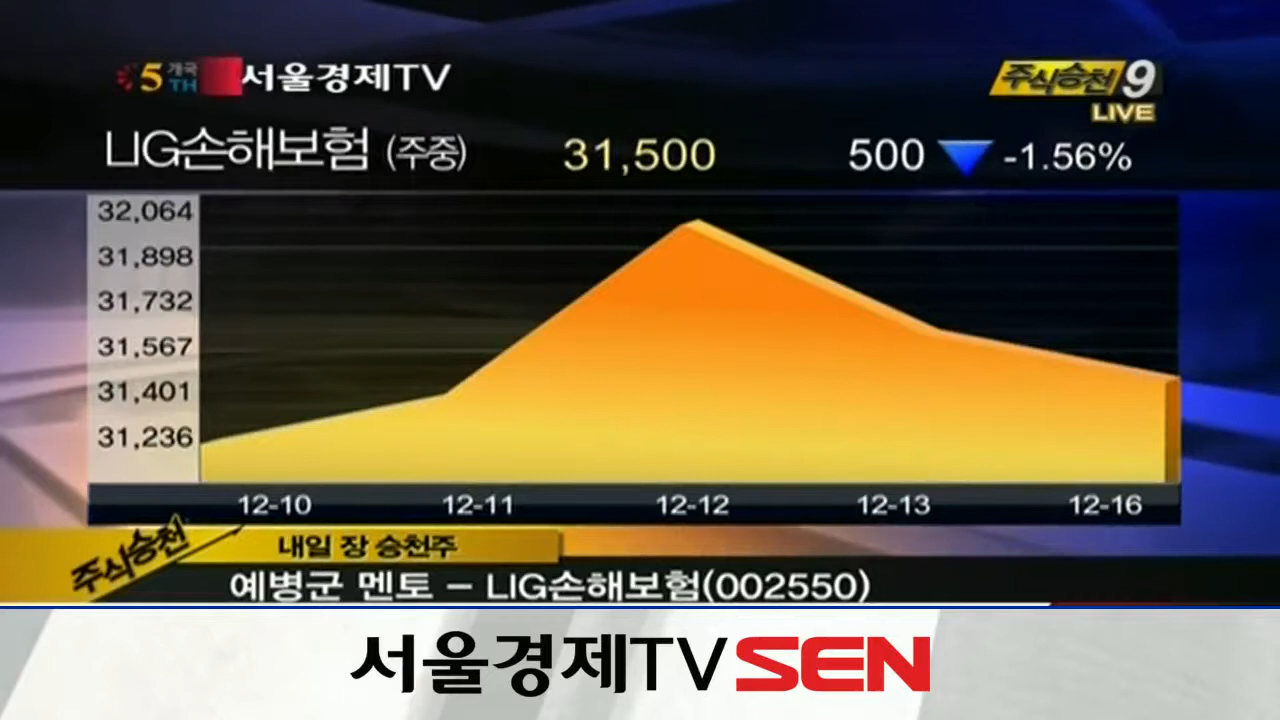 5 개국 TH 서울경제TV
주식승천 9
LIVE
LIG손해보험 (주중) 31,500 500 ▼ -1.56%
32,064
31,898
31,732
31,567
31,401
31,236
12-10 12-11 12-12 12-13 12-16
주식승천
내일 장 승천주
예병군 멘토 - LIG손해보험(002550)
서울경제TV SEN